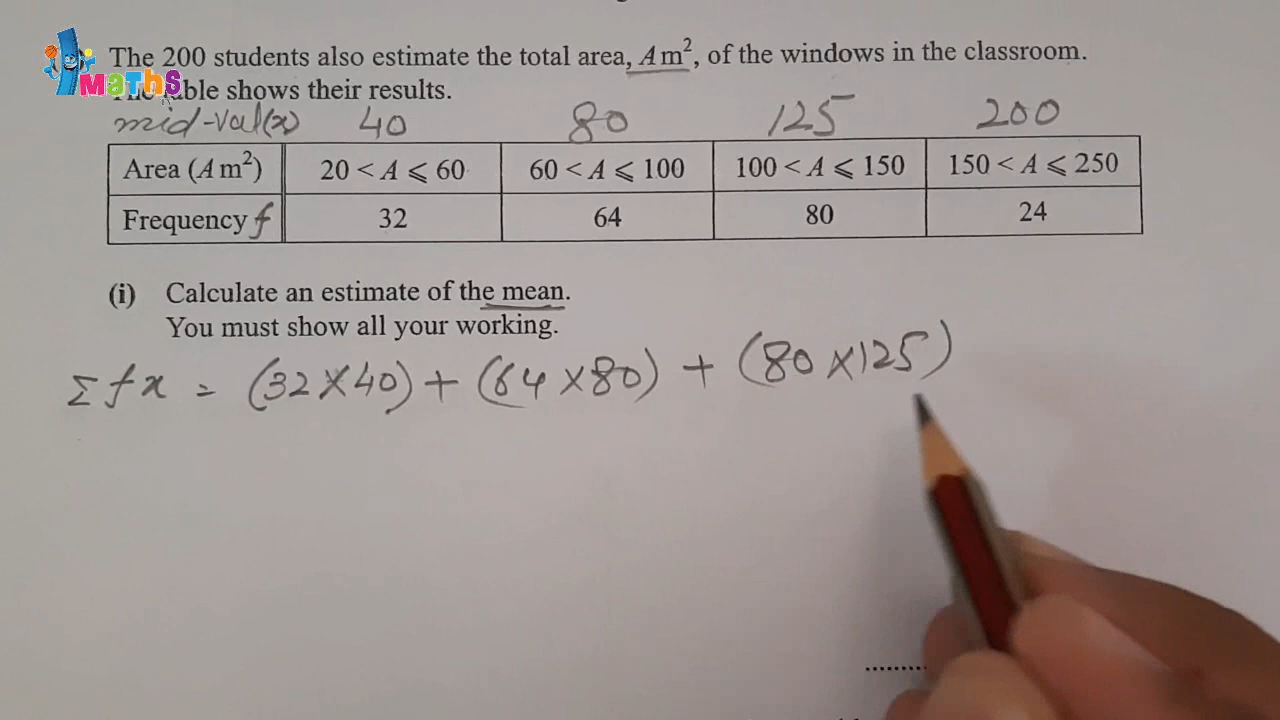 MaTHS
The 200 students also estimate the total area, A m², of the windows in the classroom.
table shows their results.
mid-val(x) 40 80 125 200
Area (A m²) 20 < A ⩽ 60 60 < A ⩽ 100 100 < A ⩽ 150 150 < A ⩽ 250
Frequency f 32 64 80 24
(i) Calculate an estimate of the mean.
You must show all your working.
Σfx = (32×40) + (64×80) + (80×125)